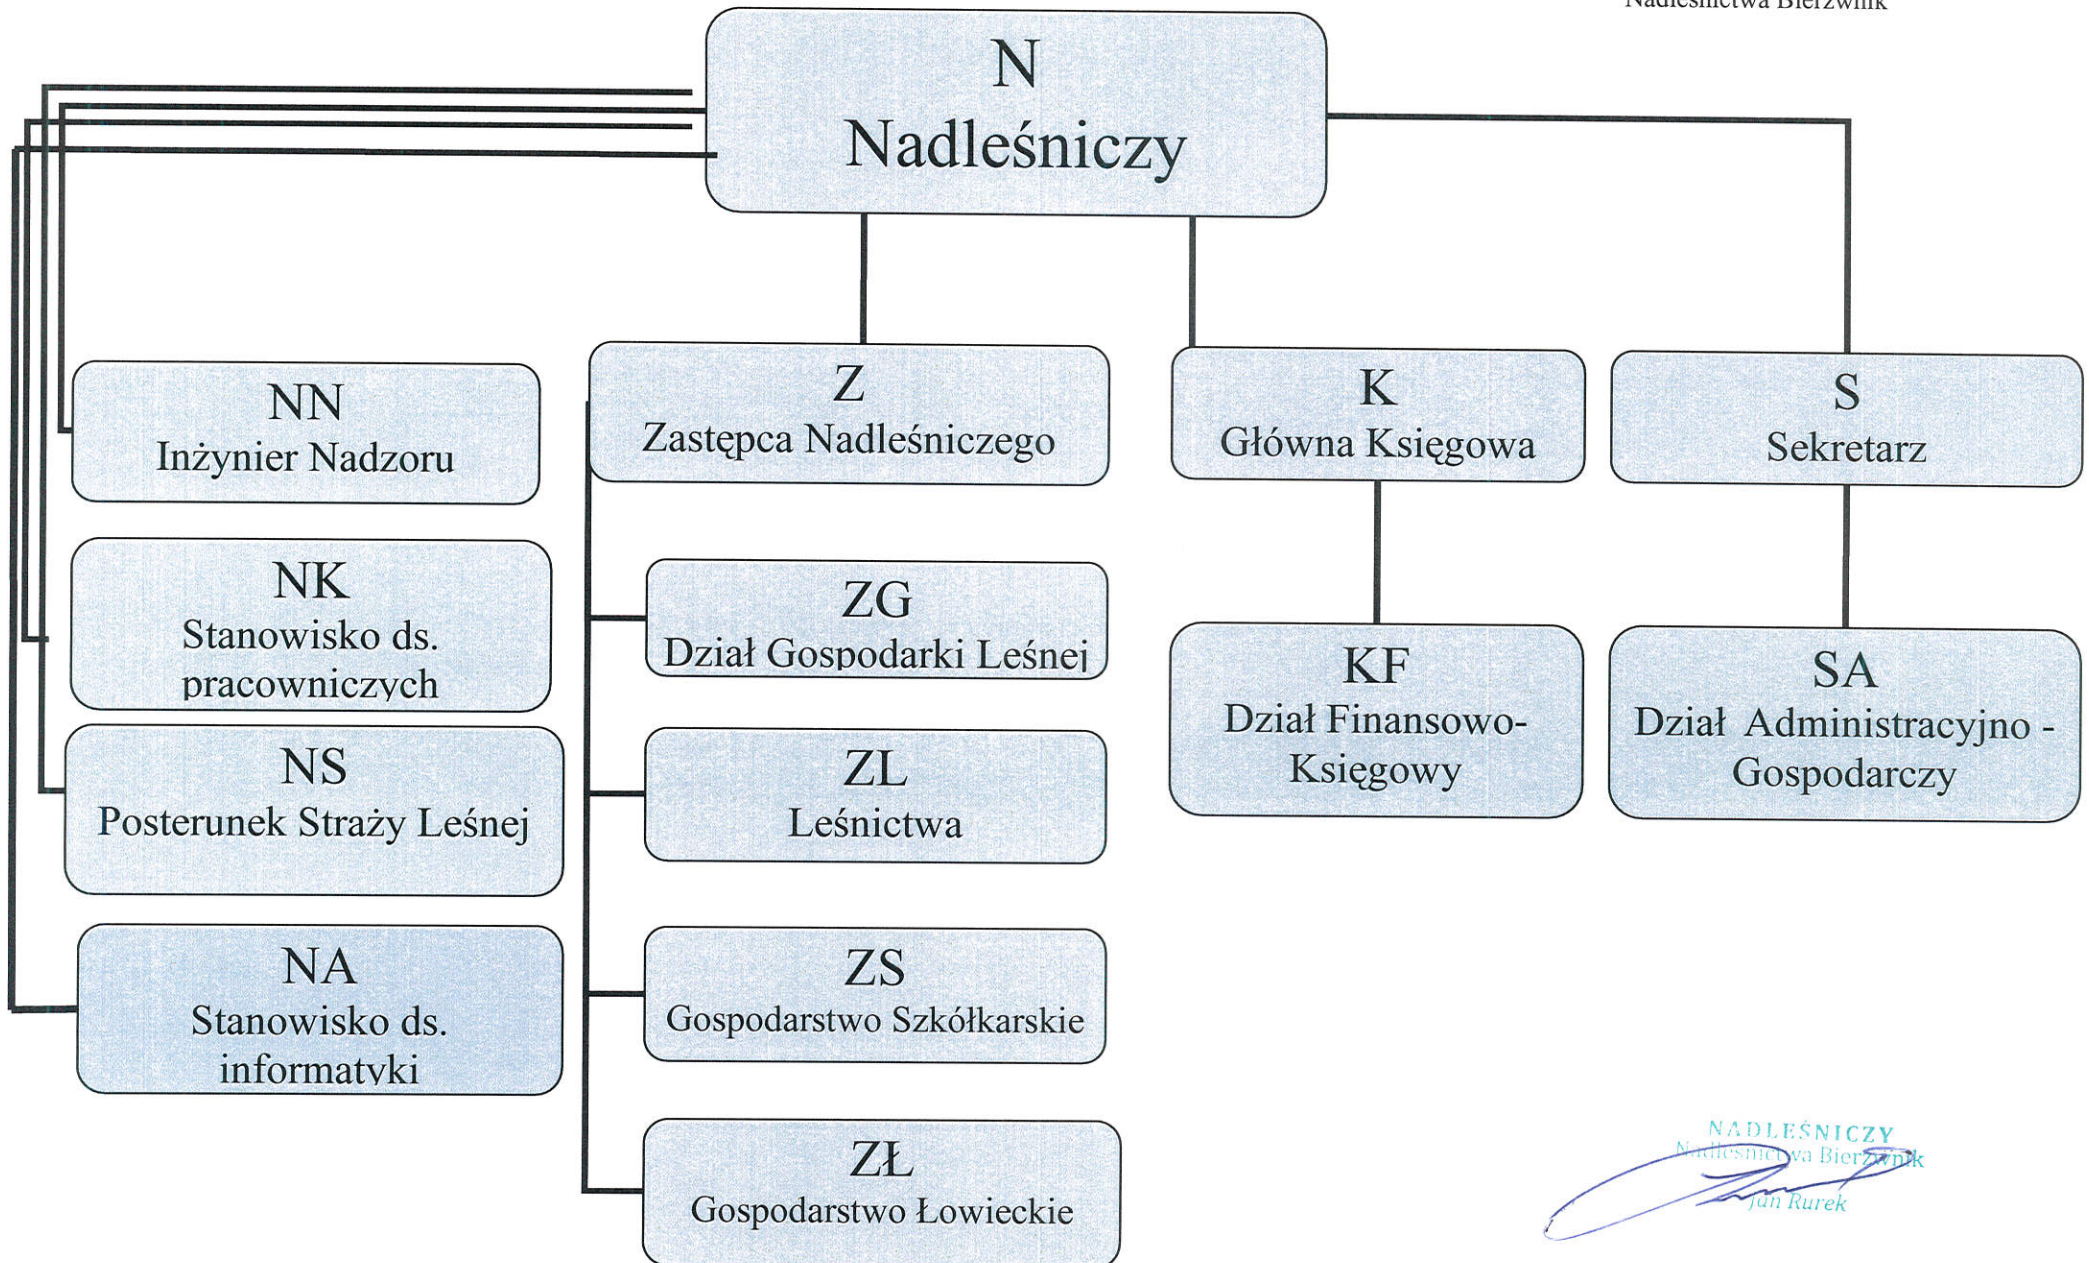 Nadleśnictwa Bierzwnik
N
Nadleśniczy
NN
Inżynier Nadzoru
Z
Zastępca Nadleśniczego
K
Główna Księgowa
S
Sekretarz
NK
Stanowisko ds.
pracowniczych
ZG
Dział Gospodarki Leśnej
KF
Dział Finansowo-
Księgowy
SA
Dział Administracyjno -
Gospodarczy
NS
Posterunek Straży Leśnej
ZL
Leśnictwa
NA
Stanowisko ds.
informatyki
ZS
Gospodarstwo Szkółkarskie
ZŁ
Gospodarstwo Łowieckie
NADLEŚNICZY
Nadleśnictwa Bierzwnik
Jan Rurek